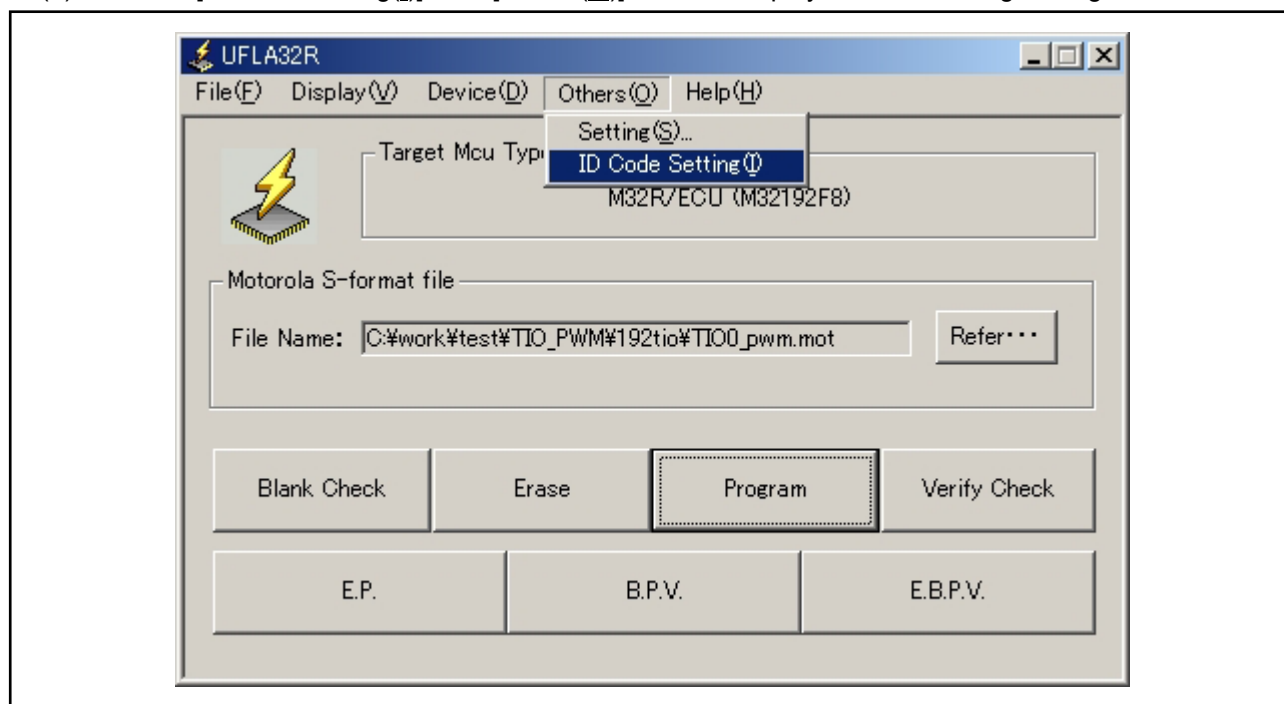 UFLA32R
File(F) Display(V) Device(D) Others(O) Help(H)
Setting(S)...
ID Code Setting(I)
Target Mcu Typ
M32R/ECU (M32192F8)
Motorola S-format file
File Name: C:¥work¥test¥TIO_PWM¥192tio¥TIO0_pwm.mot Refer･･･
Blank Check Erase Program Verify Check
E.P. B.P.V. E.B.P.V.